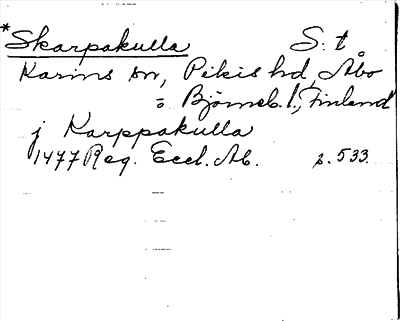 *Skarpakulla S. t
Karins sn, Pikis hd, Åbo
o Björneb. l., Finland
j Karppakulla
1477 Reg. Eccl. Ab. s. 533.